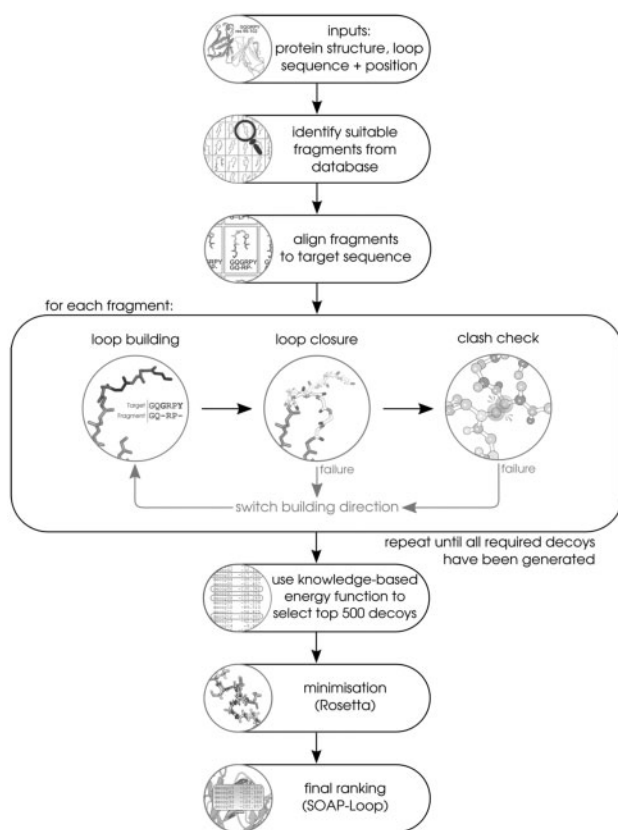 inputs:
protein structure, loop
sequence + position
identify suitable
fragments from
database
align fragments
to target sequence
GQGRPY
GQ-RP-
for each fragment:
loop building
loop closure
clash check
Target GQGRPY
Fragment GQ-RP-
failure
failure
switch building direction
repeat until all required decoys
have been generated
use knowledge-based
energy function to
select top 500 decoys
minimisation
(Rosetta)
final ranking
(SOAP-Loop)